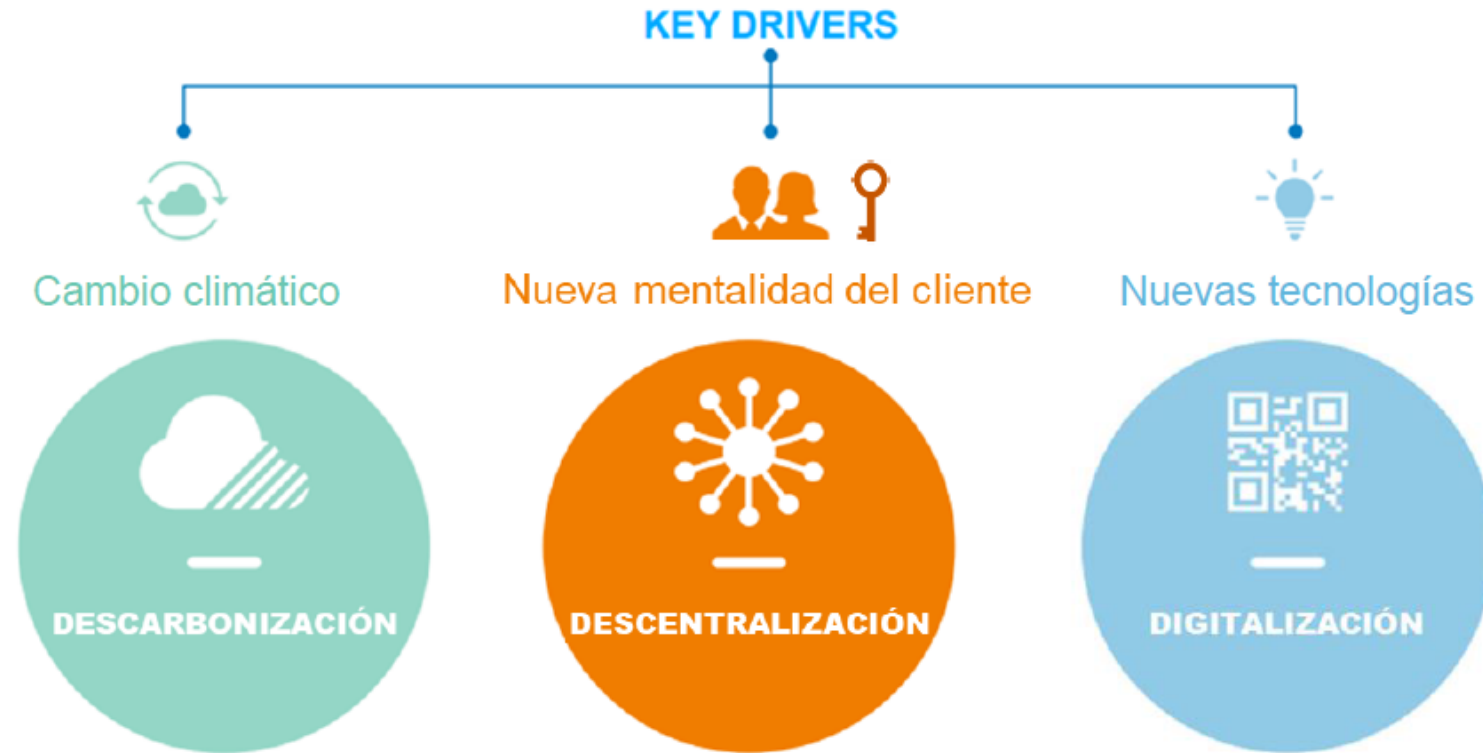 KEY DRIVERS
Cambio climático
Nueva mentalidad del cliente
Nuevas tecnologías
DESCARBONIZACIÓN
DESCENTRALIZACIÓN
DIGITALIZACIÓN